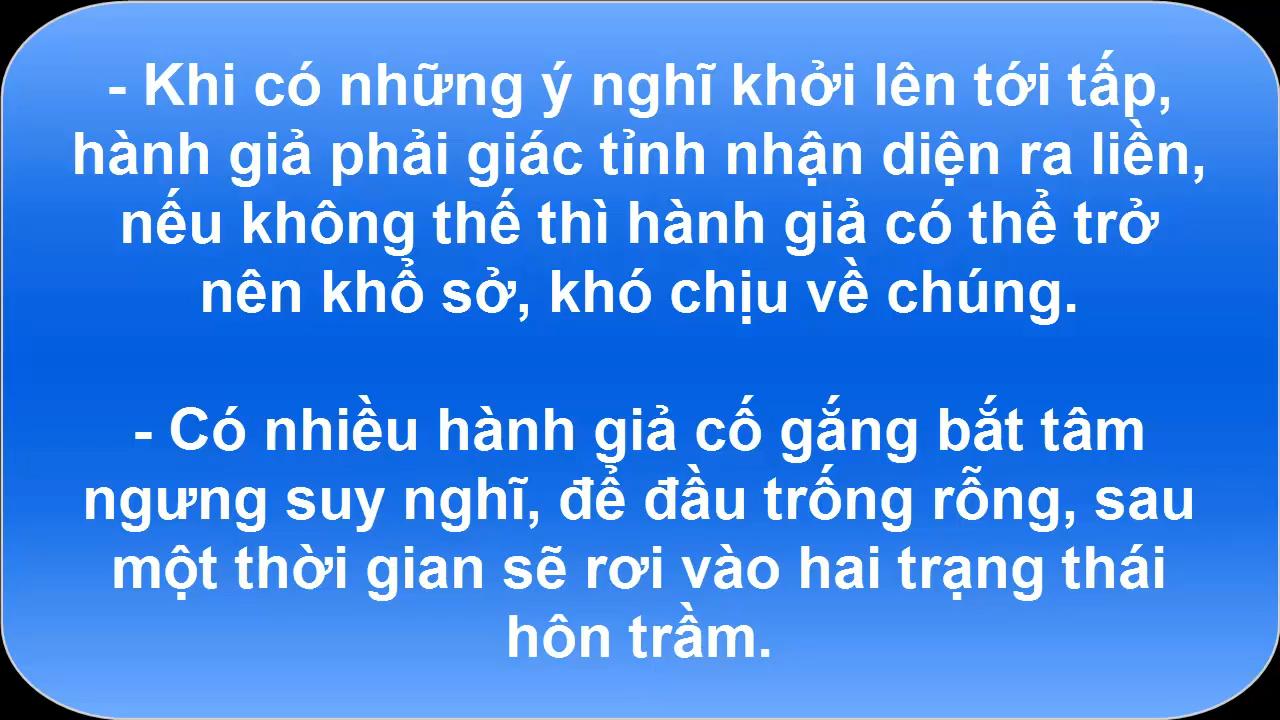 - Khi có những ý nghĩ khởi lên tới tấp,
hành giả phải giác tỉnh nhận diện ra liền,
nếu không thế thì hành giả có thể trở
nên khổ sở, khó chịu về chúng.
- Có nhiều hành giả cố gắng bắt tâm
ngưng suy nghĩ, để đầu trống rỗng, sau
một thời gian sẽ rơi vào hai trạng thái
hôn trầm.